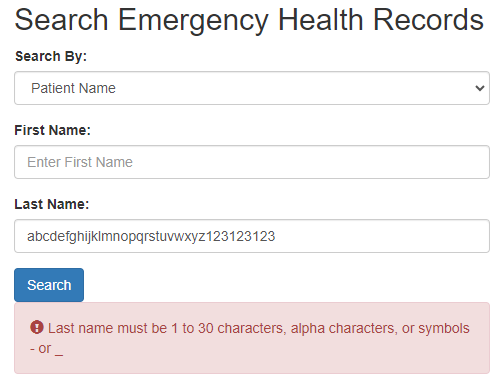 Search Emergency Health Records
Search By:
Patient Name
First Name:
Enter First Name
Last Name:
abcdefghijklmnopqrstuvwxyz123123123
Search
Last name must be 1 to 30 characters, alpha characters, or symbols
- or _